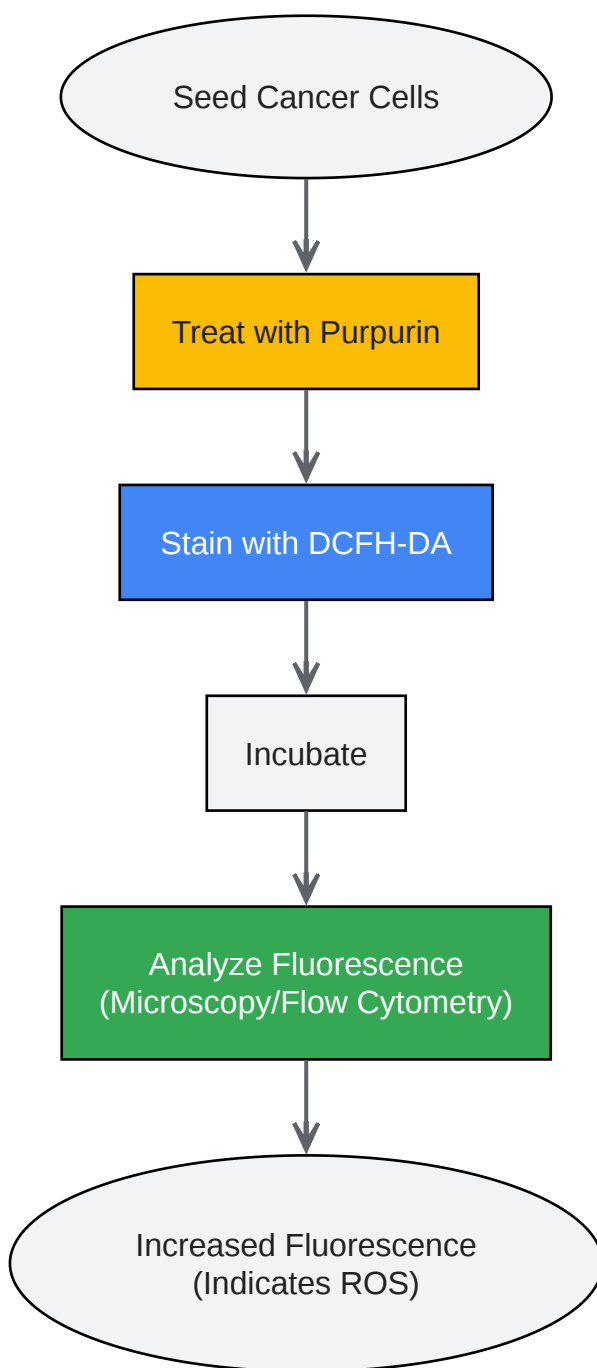 Seed Cancer Cells
Treat with Purpurin
Stain with DCFH-DA
Incubate
Analyze Fluorescence
(Microscopy/Flow Cytometry)
Increased Fluorescence
(Indicates ROS)